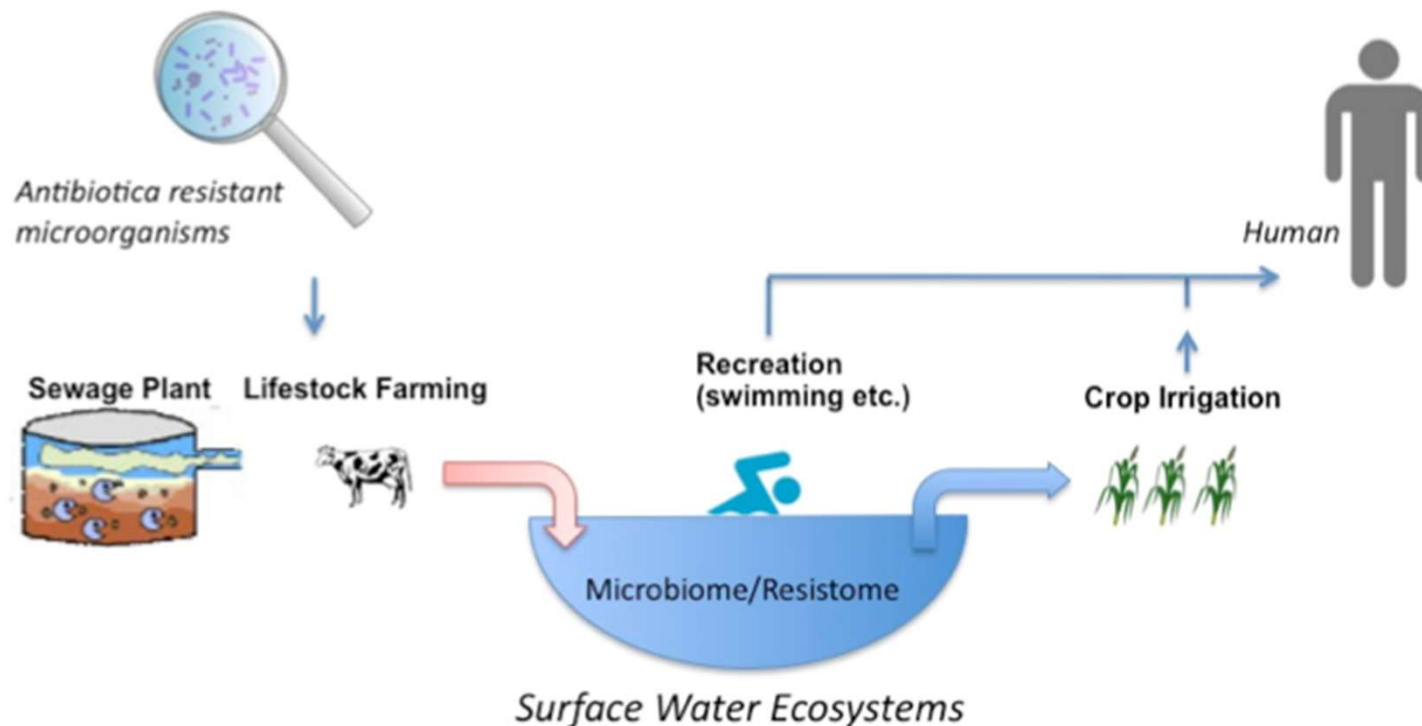 Antibiotica resistant
microorganisms
Human
Sewage Plant
Lifestock Farming
Recreation
(swimming etc.)
Crop Irrigation
Microbiome/Resistome
Surface Water Ecosystems